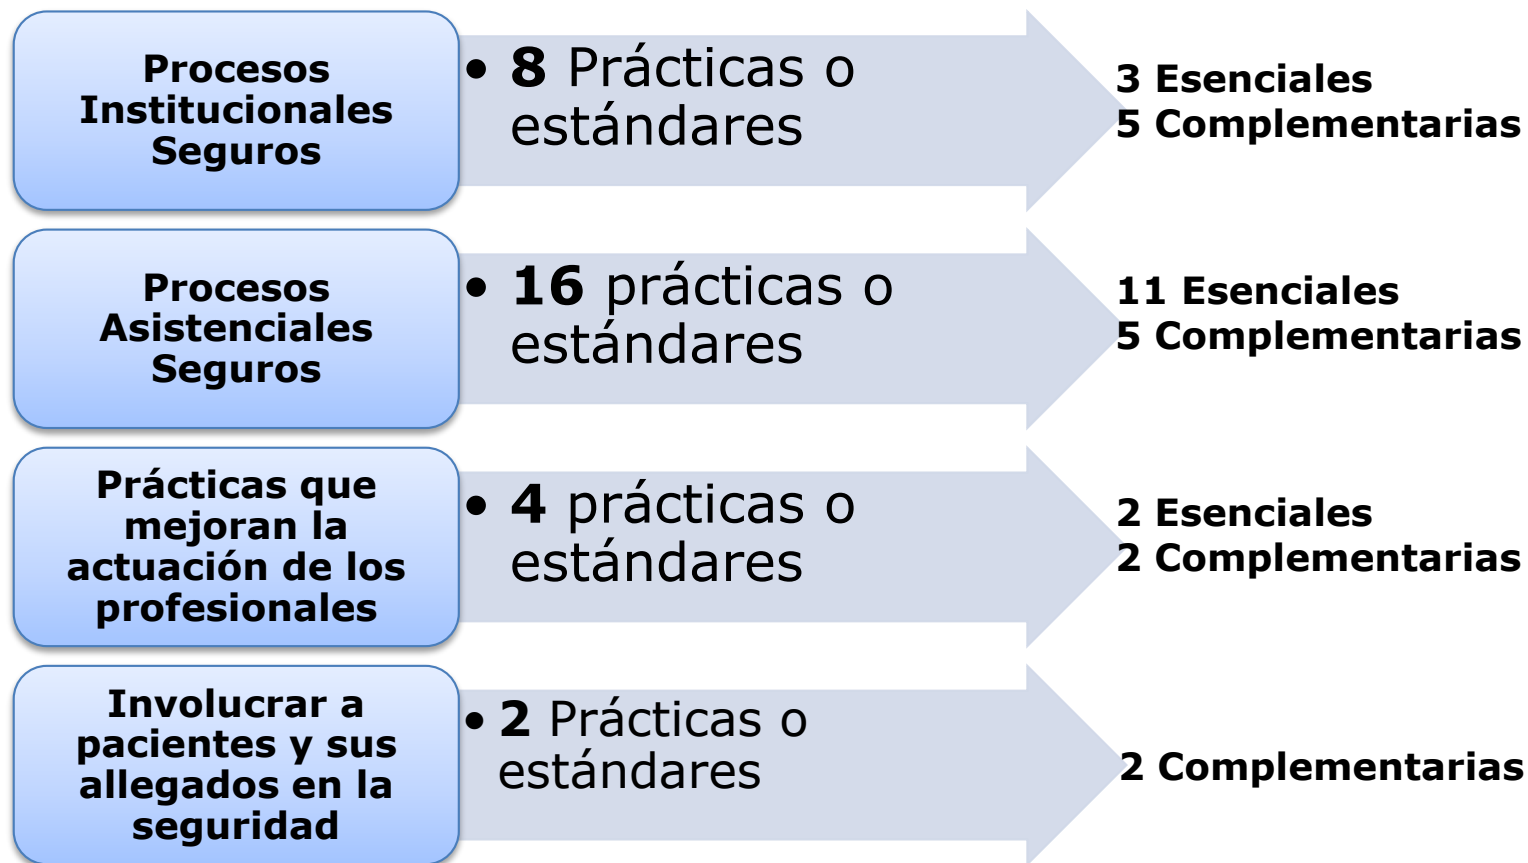 Procesos
Institucionales
Seguros
• 8 Prácticas o
estándares
3 Esenciales
5 Complementarias
Procesos
Asistenciales
Seguros
• 16 prácticas o
estándares
11 Esenciales
5 Complementarias
Prácticas que
mejoran la
actuación de los
profesionales
• 4 prácticas o
estándares
2 Esenciales
2 Complementarias
Involucrar a
pacientes y sus
allegados en la
seguridad
• 2 Prácticas o
estándares
2 Complementarias